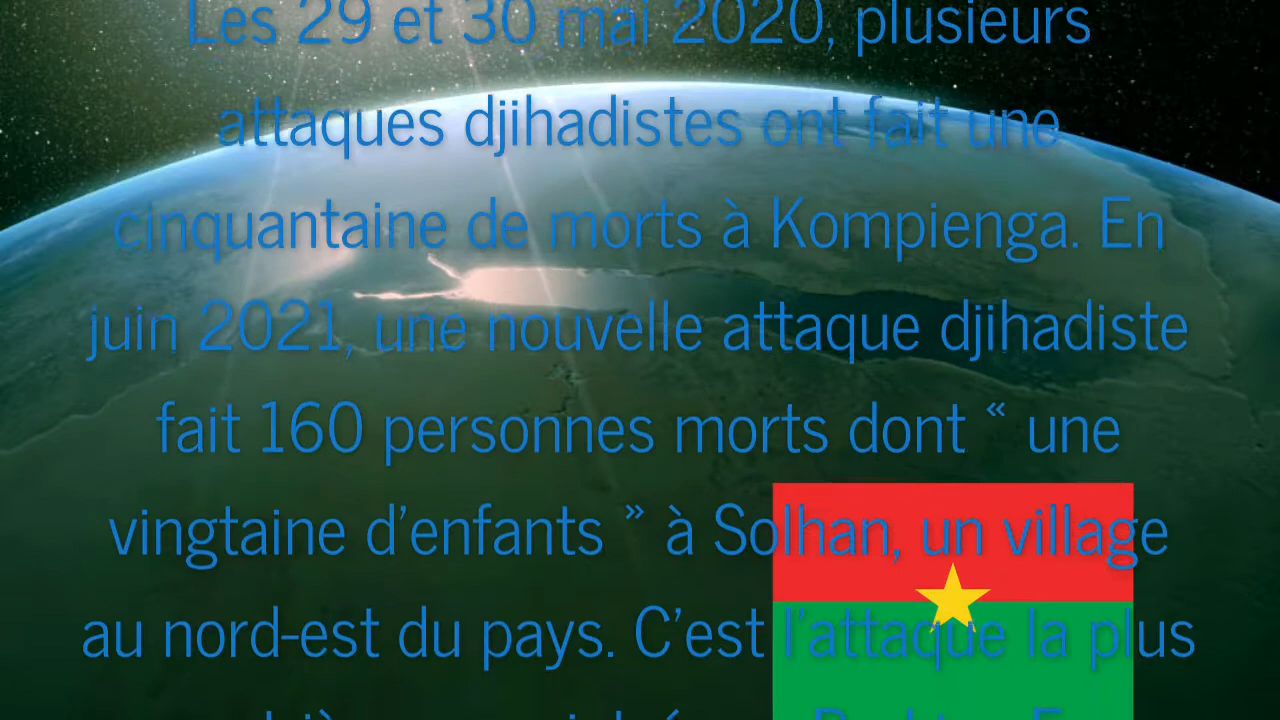 Les 29 et 30 mai 2020, plusieurs
attaques djihadistes ont fait une
cinquantaine de morts à Kompienga. En
juin 2021, une nouvelle attaque djihadiste
fait 160 personnes morts dont “ une
vingtaine d’enfants ” à Solhan, un village
au nord-est du pays. C’est l’attaque la plus